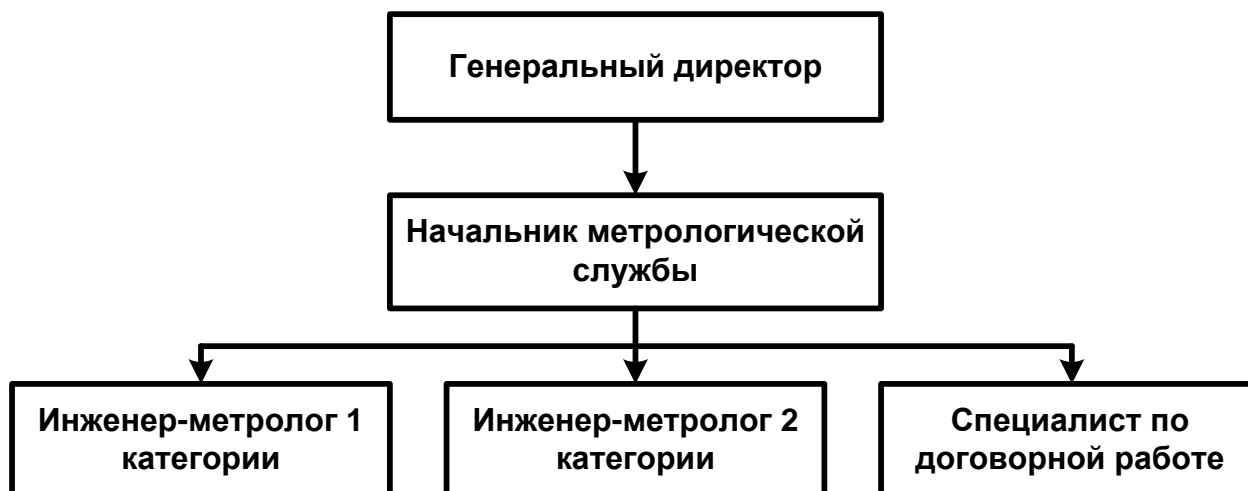 Генеральный директор
Начальник метрологической
службы
Инженер-метролог 1
категории
Инженер-метролог 2
категории
Специалист по
договорной работе